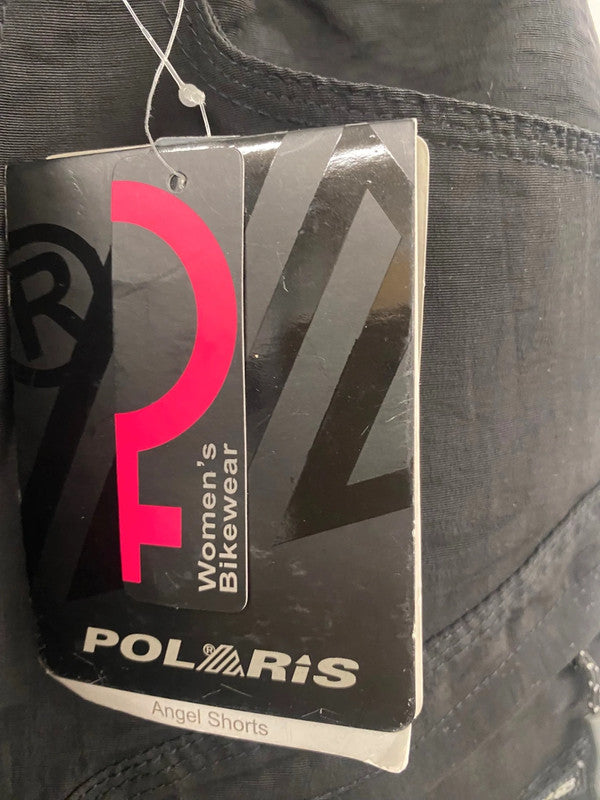 ®
Women's
Bikewear
POLARIS
®
Angel Shorts